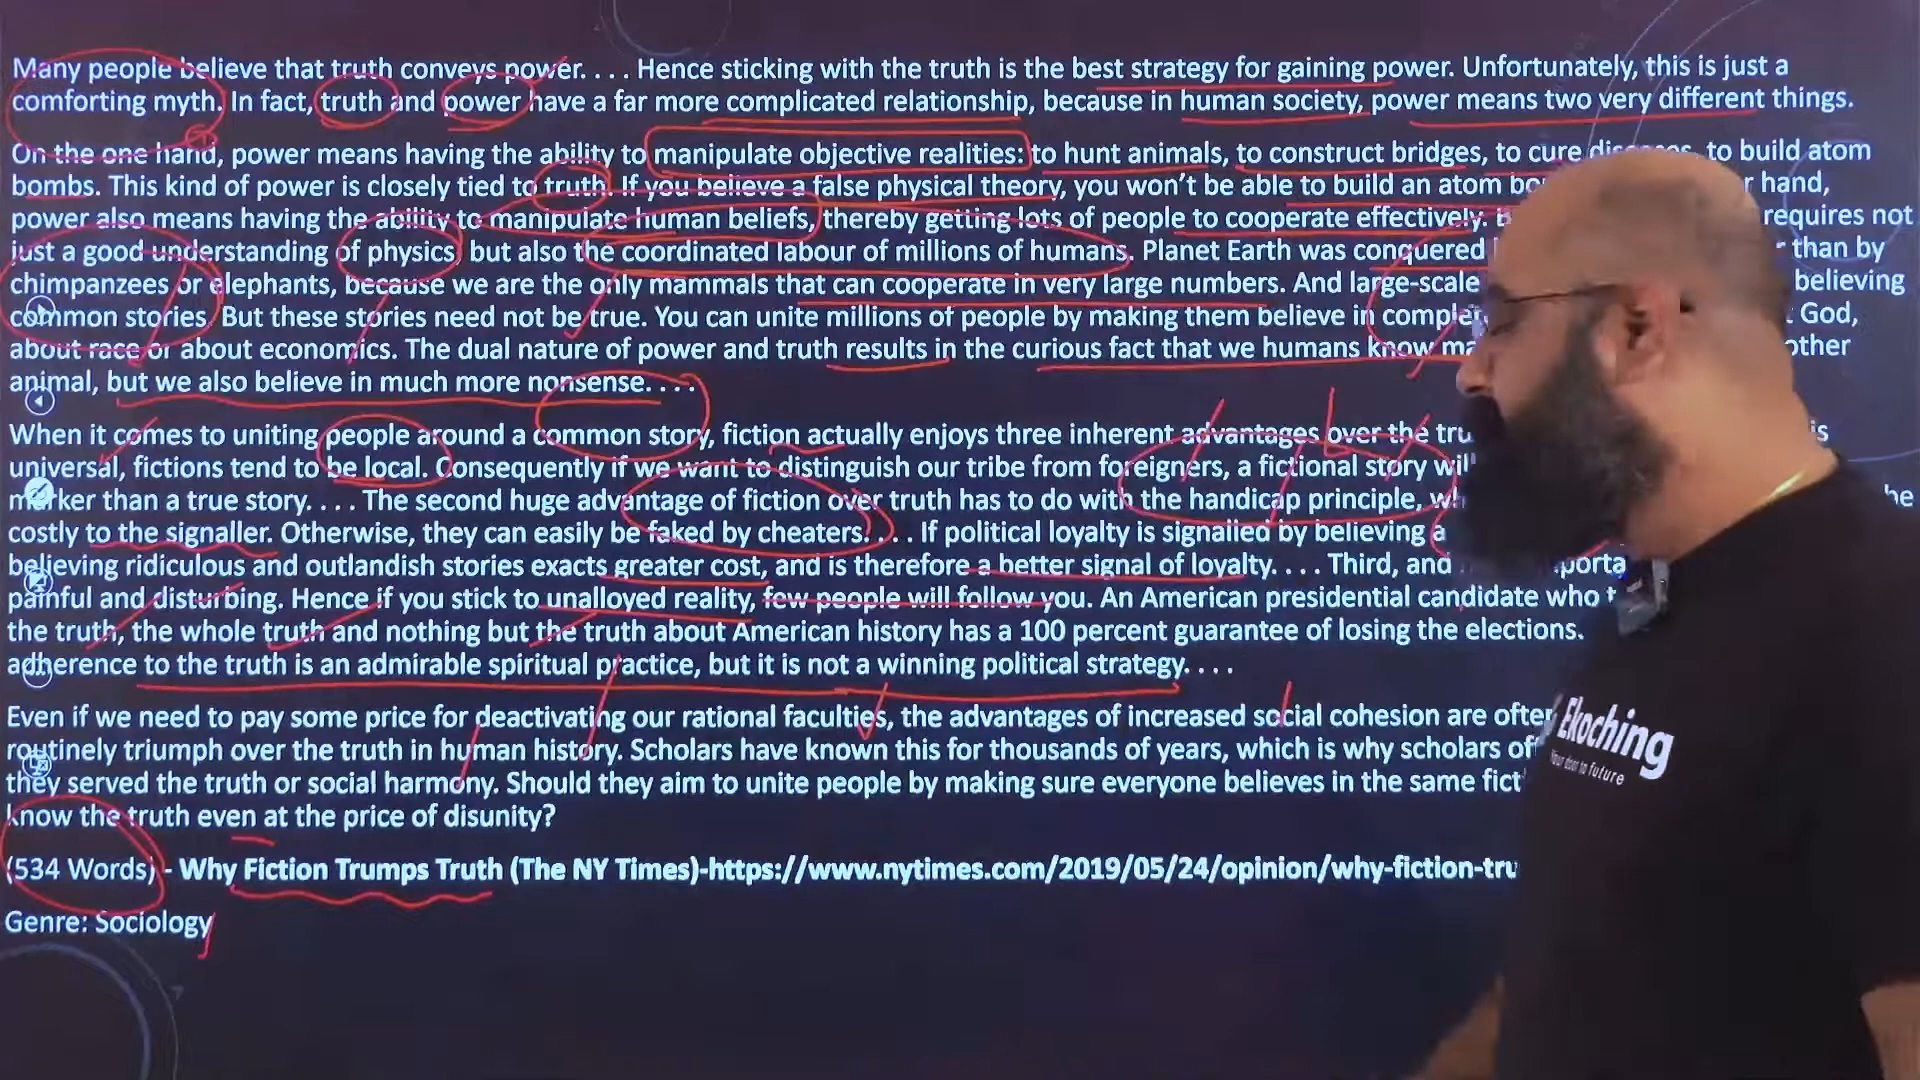 Many people believe that truth conveys power. . . . Hence sticking with the truth is the best strategy for gaining power. Unfortunately, this is just a
comforting myth. In fact, truth and power have a far more complicated relationship, because in human society, power means two very different things.
On the one hand, power means having the ability to manipulate objective realities: to hunt animals, to construct bridges, to cure to build atom
bombs. This kind of power is closely tied to truth. If you believe a false physical theory, you won't be able to build an atom hand,
power also means having the ability to manipulate human beliefs, thereby getting lots of people to cooperate effectively. requires not
just a good understanding of physics, but also the coordinated labour of millions of humans. Planet Earth was conquered than by
chimpanzees or elephants, because we are the only mammals that can cooperate in very large numbers. And large-scale believing
common stories. But these stories need not be true. You can unite millions of people by making them believe in God,
about race or about economics. The dual nature of power and truth results in the curious fact that we humans know other
animal, but we also believe in much more nonsense. . . .
When it comes to uniting people around a common story, fiction actually enjoys three inherent advantages over the is
universal, fictions tend to be local. Consequently if we want to distinguish our tribe from foreigners, a fictional story
marker than a true story. . . . The second huge advantage of fiction over truth has to do with the handicap principle,
costly to the signaller. Otherwise, they can easily be faked by cheaters. . . . If political loyalty is signalled by believing a
believing ridiculous and outlandish stories exacts greater cost, and is therefore a better signal of loyalty. . . . Third, and
painful and disturbing. Hence if you stick to unalloyed reality, few people will follow you. An American presidential candidate who
the truth, the whole truth and nothing but the truth about American history has a 100 percent guarantee of losing the elections.
adherence to the truth is an admirable spiritual practice, but it is not a winning political strategy. . . .
Even if we need to pay some price for deactivating our rational faculties, the advantages of increased social cohesion are often
routinely triumph over the truth in human history. Scholars have known this for thousands of years, which is why scholars
they served the truth or social harmony. Should they aim to unite people by making sure everyone believes in the same
know the truth even at the price of disunity?
(534 Words) - Why Fiction Trumps Truth (The NY Times)-https://www.nytimes.com/2019/05/24/opinion/why-fiction-tru
Genre: Sociology
Ekoching
Your door to future